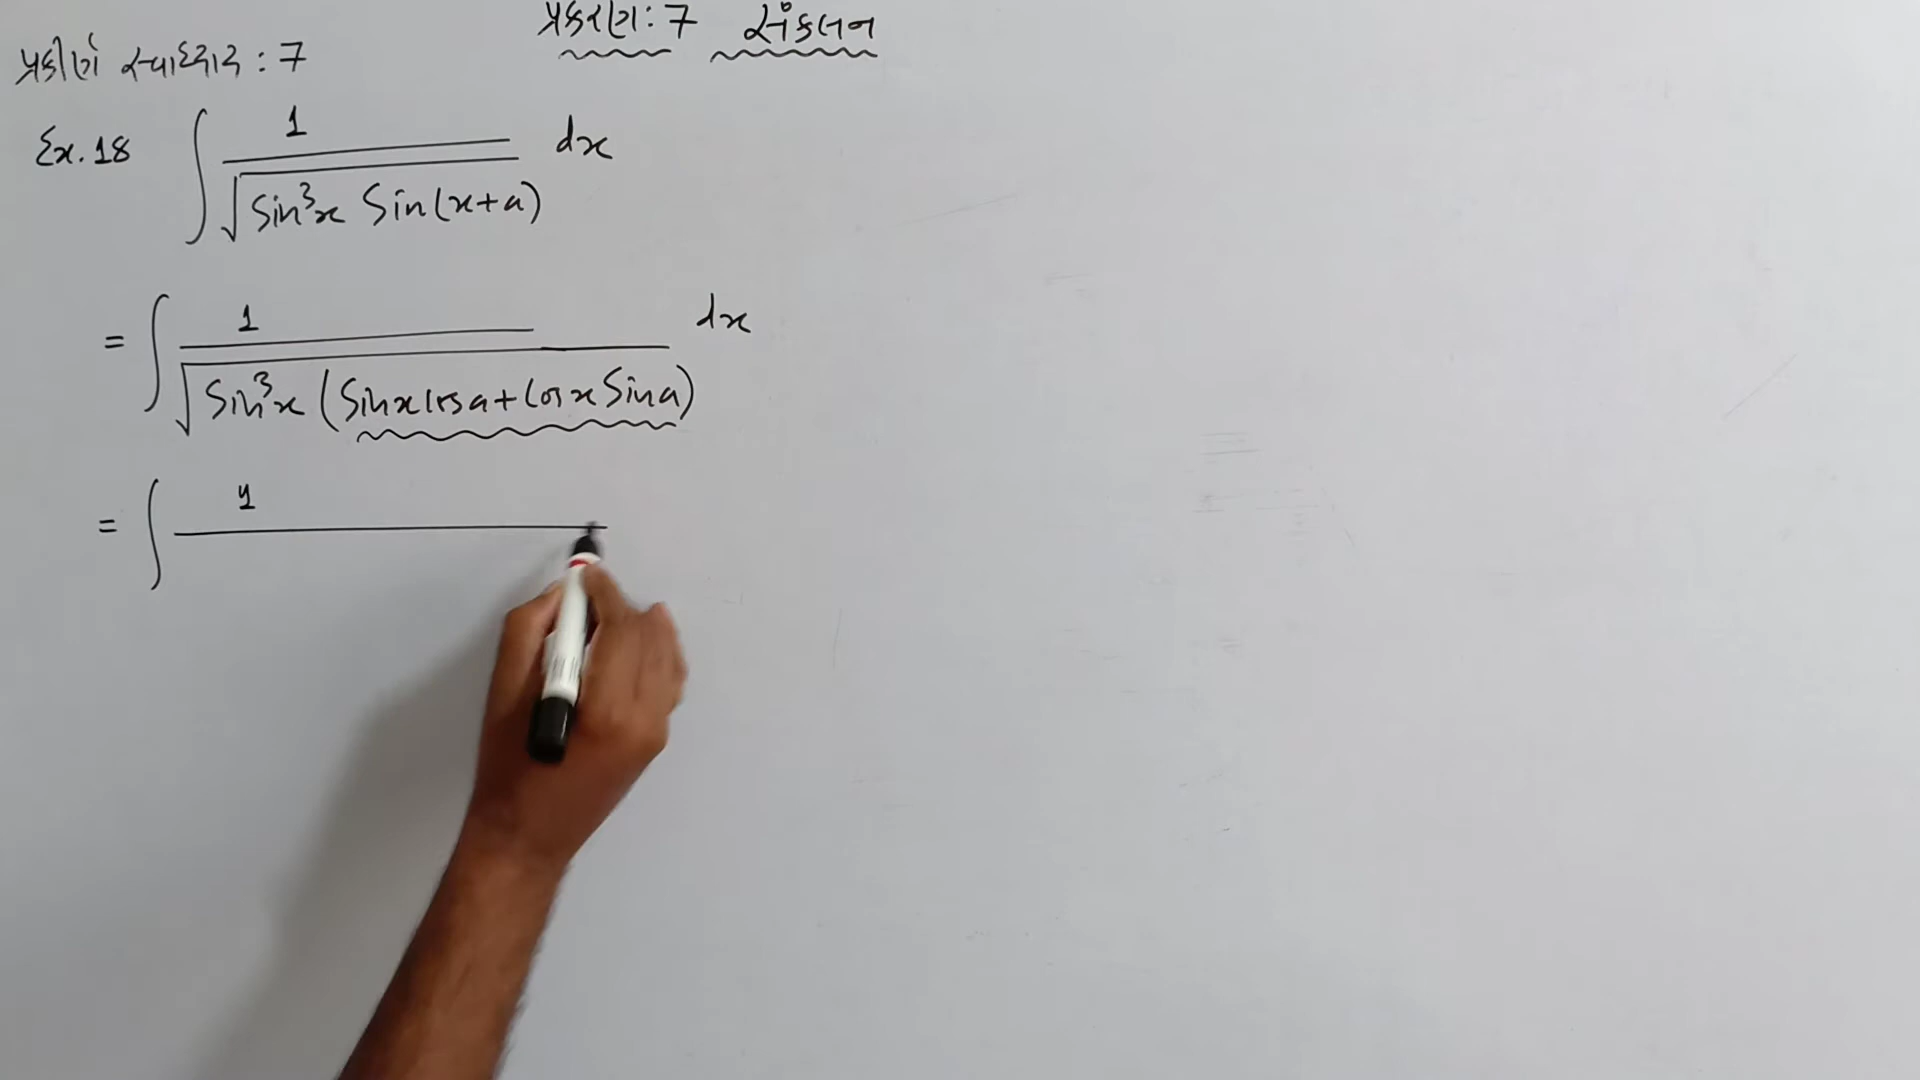 પ્રકરણ: 7 સંકલન
પ્રકીર્ણ સ્વાધ્યાય : 7
Ex. 18 ∫ 1 / √(Sin³x Sin(x+a)) dx
= ∫ 1 / √(Sin³x (Sinx cosa + Cosx Sina)) dx
= ∫ 1